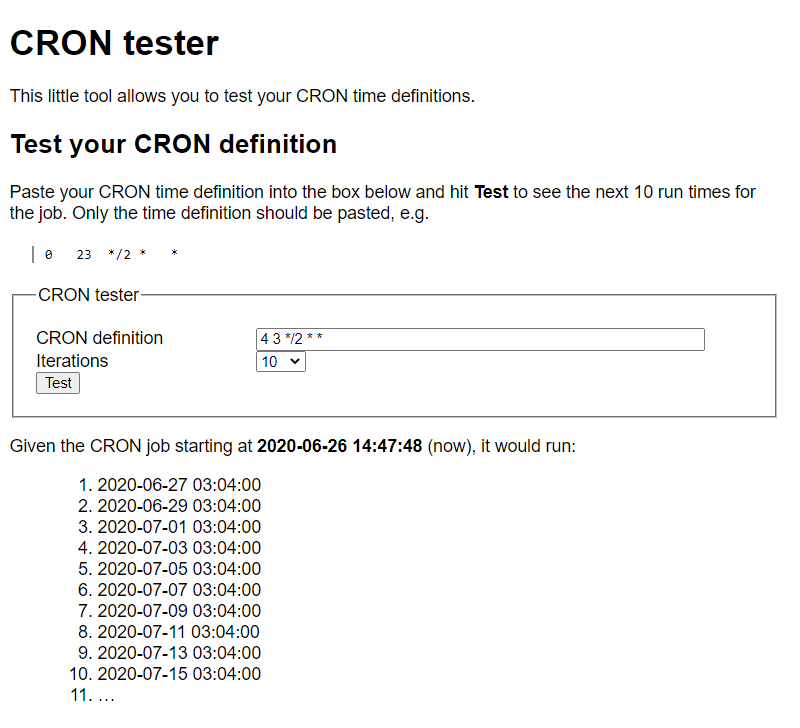 CRON tester
This little tool allows you to test your CRON time definitions.
Test your CRON definition
Paste your CRON time definition into the box below and hit Test to see the next 10 run times for
the job. Only the time definition should be pasted, e.g.
0 23 */2 * *
CRON tester
CRON definition 4 3 */2 * *
Iterations 10
Test
Given the CRON job starting at 2020-06-26 14:47:48 (now), it would run:
1. 2020-06-27 03:04:00
2. 2020-06-29 03:04:00
3. 2020-07-01 03:04:00
4. 2020-07-03 03:04:00
5. 2020-07-05 03:04:00
6. 2020-07-07 03:04:00
7. 2020-07-09 03:04:00
8. 2020-07-11 03:04:00
9. 2020-07-13 03:04:00
10. 2020-07-15 03:04:00
11. …